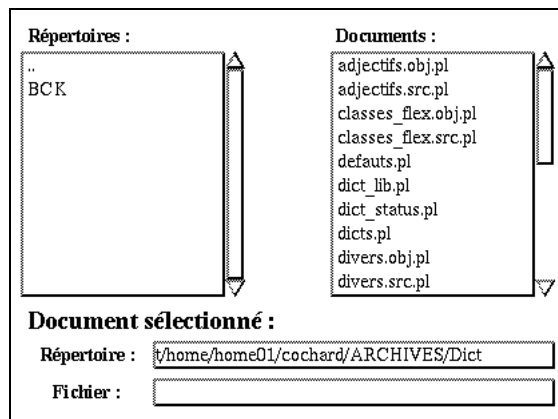 Répertoires :
..
BCK
Documents :
adjectifs.obj.pl
adjectifs.src.pl
classes_flex.obj.pl
classes_flex.src.pl
defauts.pl
dict_lib.pl
dict_status.pl
dicts.pl
divers.obj.pl
divers.src.pl
Document sélectionné :
Répertoire : t/home/home01/cochard/ARCHIVES/Dict
Fichier :